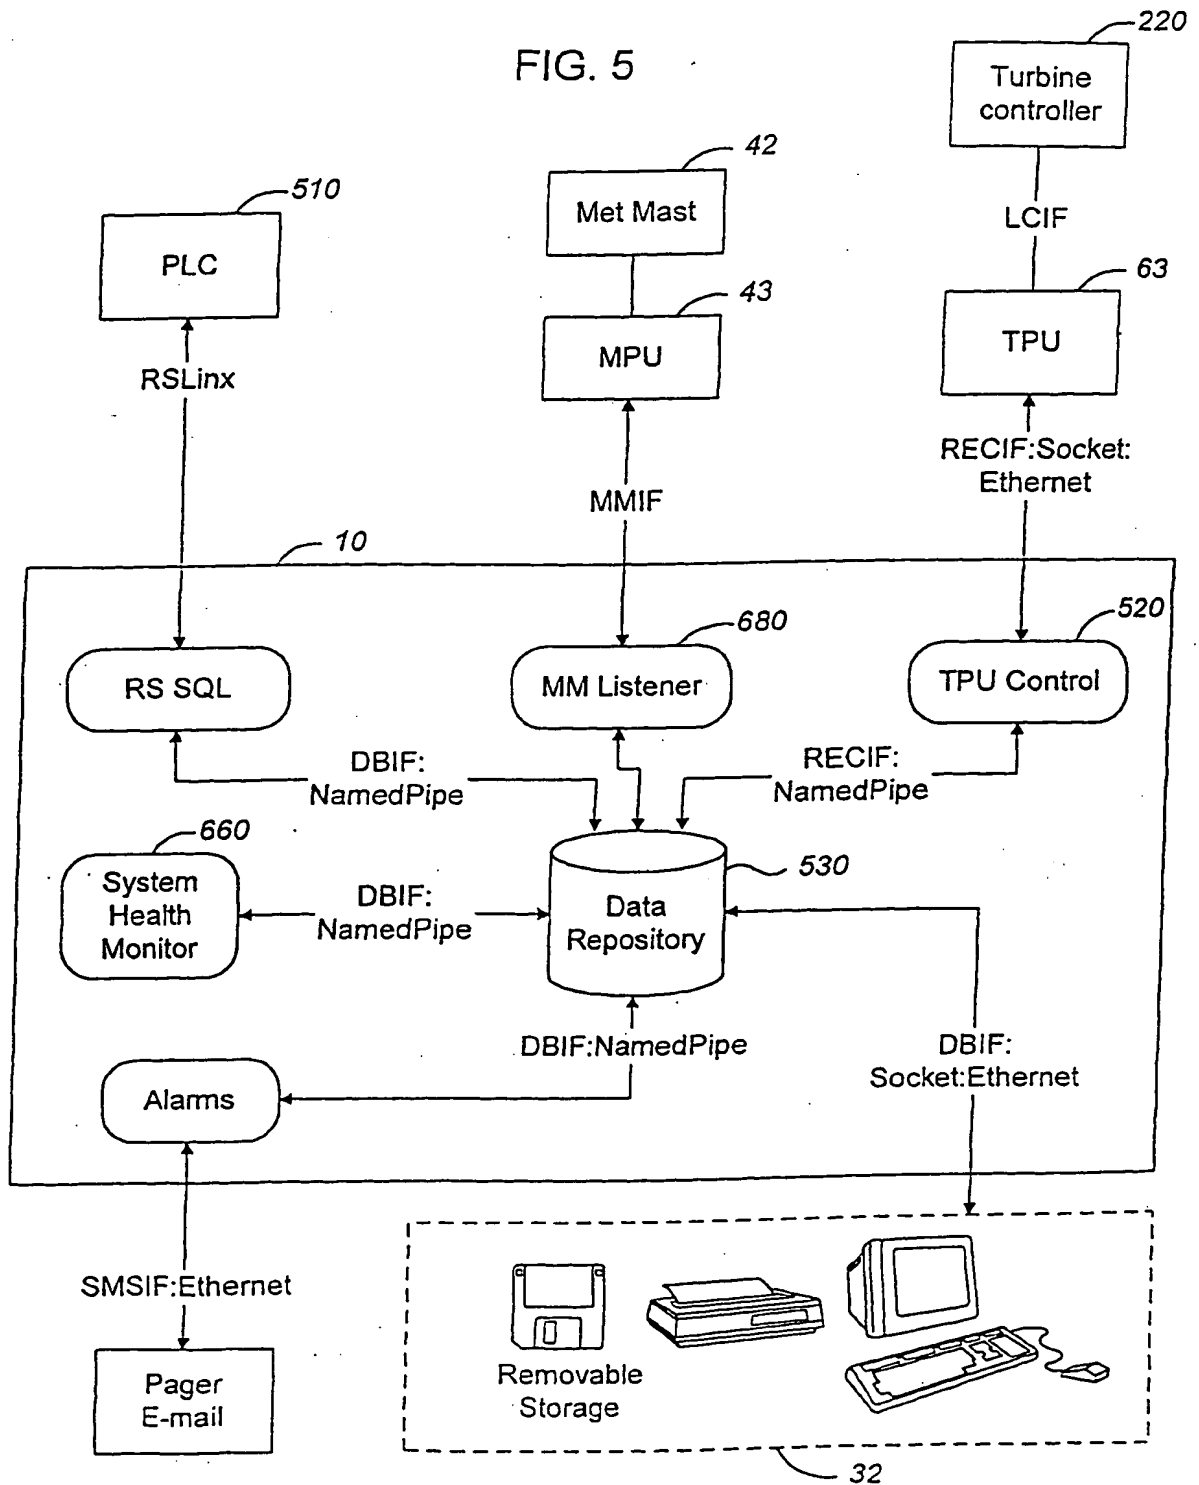 FIG. 5
220
Turbine
controller
42
Met Mast
510
PLC
LCIF
43
MPU
63
TPU
RSLinx
RECIF:Socket:
Ethernet
MMIF
10
680
520
RS SQL
MM Listener
TPU Control
DBIF:
NamedPipe
RECIF:
NamedPipe
660
System
Health
Monitor
DBIF:
NamedPipe
530
Data
Repository
DBIF:NamedPipe
DBIF:
Socket:Ethernet
Alarms
SMSIF:Ethernet
Pager
E-mail
Removable
Storage
32